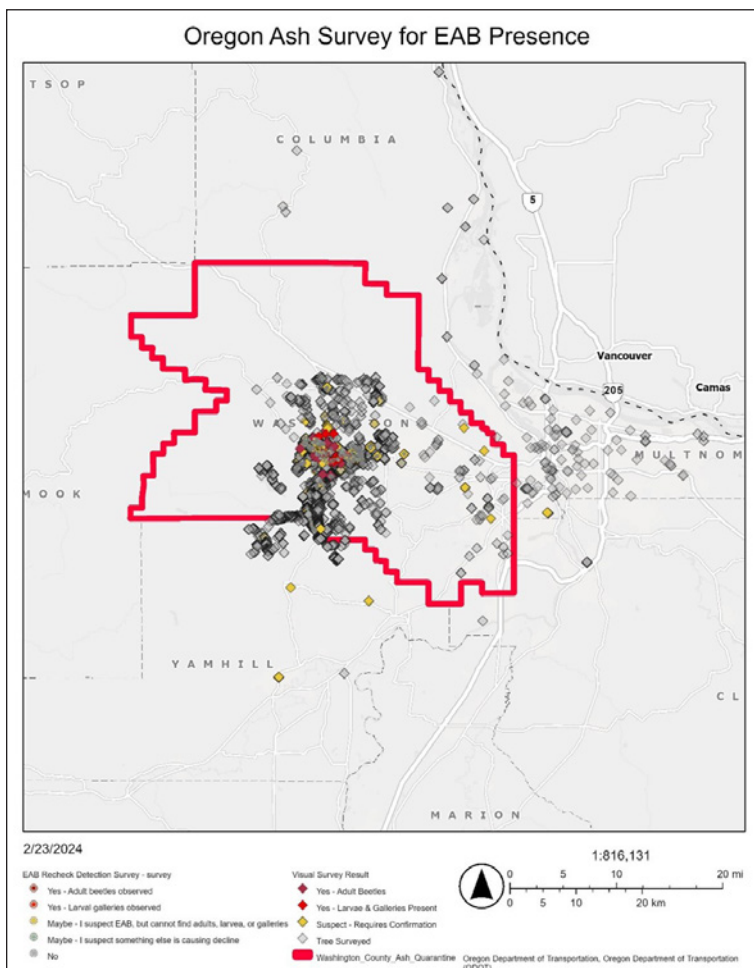 Oregon Ash Survey for EAB Presence
TSOP
COLUMBIA
5
Vancouver
Camas
205
MULTNOM
MOOK
YAMHILL
CL
MARION
2/23/2024
1:816,131
EAB Recheck Detection Survey - survey
Yes - Adult beetles observed
Yes - Larval galleries observed
Maybe - I suspect EAB, but cannot find adults, larvea, or galleries
Maybe - I suspect something else is causing decline
No
Visual Survey Result
Yes - Adult Beetles
Yes - Larvae & Galleries Present
Suspect - Requires Confirmation
Tree Surveyed
Washington_County_Ash_Quarantine
0 5 10 20 mi
0 5 10 20 km
Oregon Department of Transportation, Oregon Department of Transportation